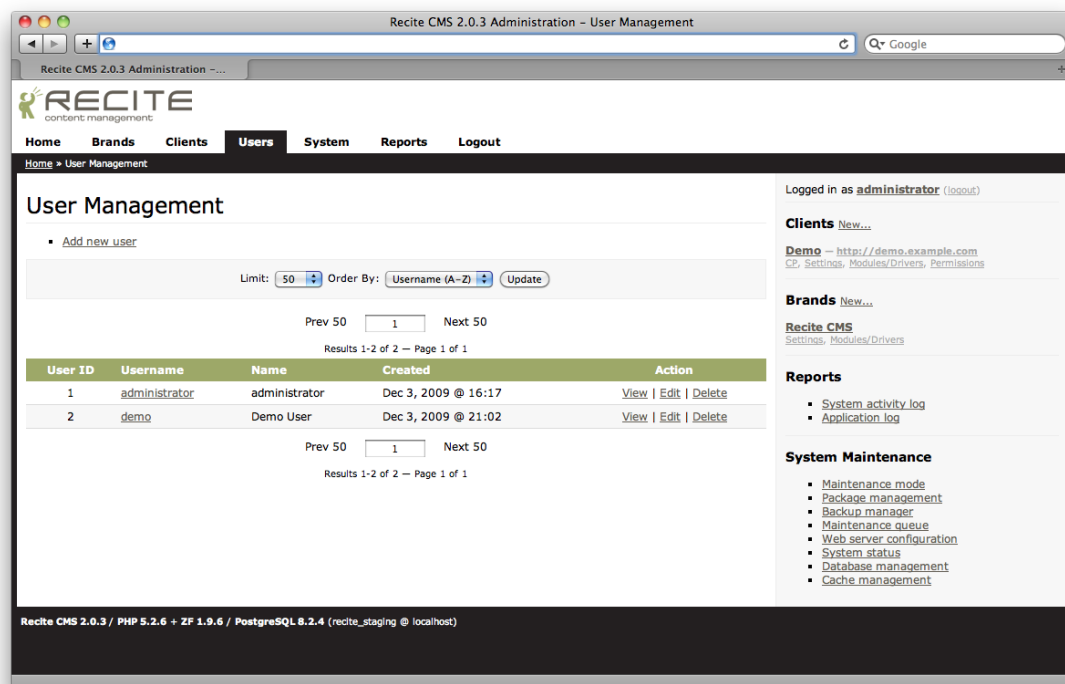 Recite CMS 2.0.3 Administration – User Management
Google
Recite CMS 2.0.3 Administration –...
RECITE
content management
Home Brands Clients Users System Reports Logout
Home » User Management
User Management
Add new user
Limit: 50 Order By: Username (A–Z) Update
Prev 50 1 Next 50
Results 1-2 of 2 — Page 1 of 1
User ID Username Name Created Action
1 administrator administrator Dec 3, 2009 @ 16:17 View | Edit | Delete
2 demo Demo User Dec 3, 2009 @ 21:02 View | Edit | Delete
Prev 50 1 Next 50
Results 1-2 of 2 — Page 1 of 1
Logged in as administrator (logout)
Clients New...
Demo — http://demo.example.com
CP, Settings, Modules/Drivers, Permissions
Brands New...
Recite CMS
Settings, Modules/Drivers
Reports
System activity log
Application log
System Maintenance
Maintenance mode
Package management
Backup manager
Maintenance queue
Web server configuration
System status
Database management
Cache management
Recite CMS 2.0.3 / PHP 5.2.6 + ZF 1.9.6 / PostgreSQL 8.2.4 (recite_staging @ localhost)